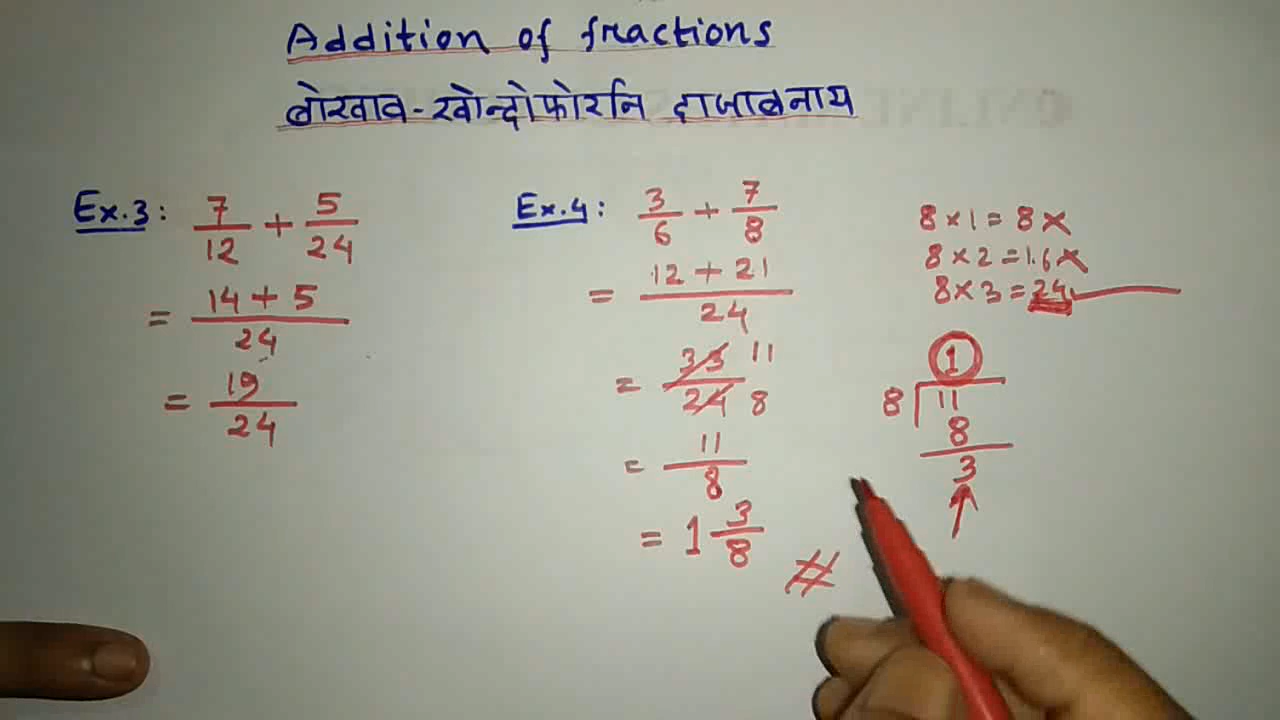 Addition of fractions
बोखाव-खोन्दोफोरनि दाजाबनाय
Ex.3: 7/12 + 5/24
= 14 + 5/24
= 19/24
Ex.4: 3/6 + 7/8
= 12 + 21/24
= 33/24 11/8
= 11/8
= 1 3/8 //
8 × 1 = 8 ×
8 × 2 = 16 ×
8 × 3 = 24
1
8 11
8
3